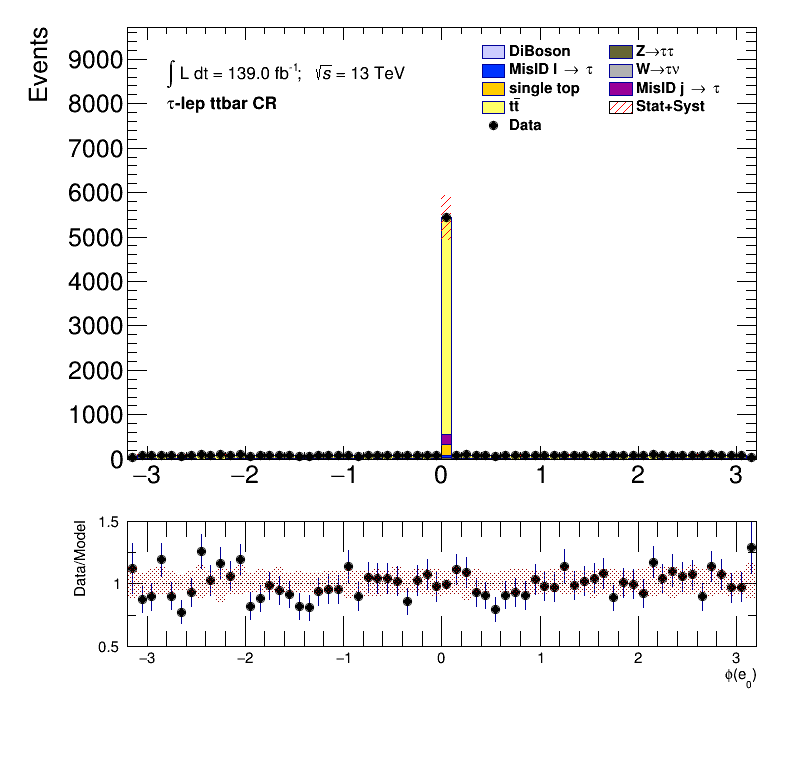 Events
9000
8000
7000
6000
5000
4000
3000
2000
1000
0
∫ L dt = 139.0 fb⁻¹; √s = 13 TeV
τ-lep ttbar CR
DiBoson
MisID l → τ
single top
tt̄
Data
Z→ττ
W→τν
MisID j → τ
Stat+Syst
−3 −2 −1 0 1 2 3
Data/Model
1.5
1
0.5
−3 −2 −1 0 1 2 3
ϕ(e₀)